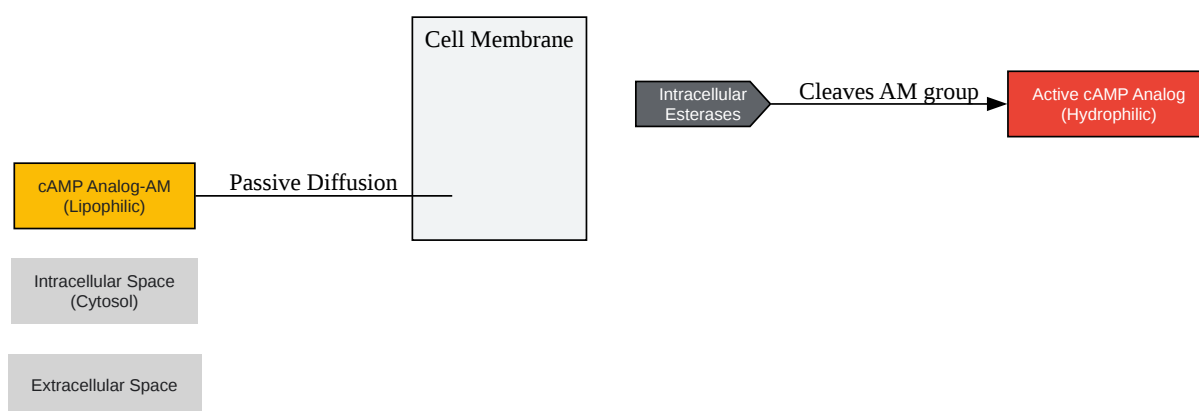 Cell Membrane
Intracellular
Esterases
Cleaves AM group
Active cAMP Analog
(Hydrophilic)
cAMP Analog-AM
(Lipophilic)
Passive Diffusion
Intracellular Space
(Cytosol)
Extracellular Space